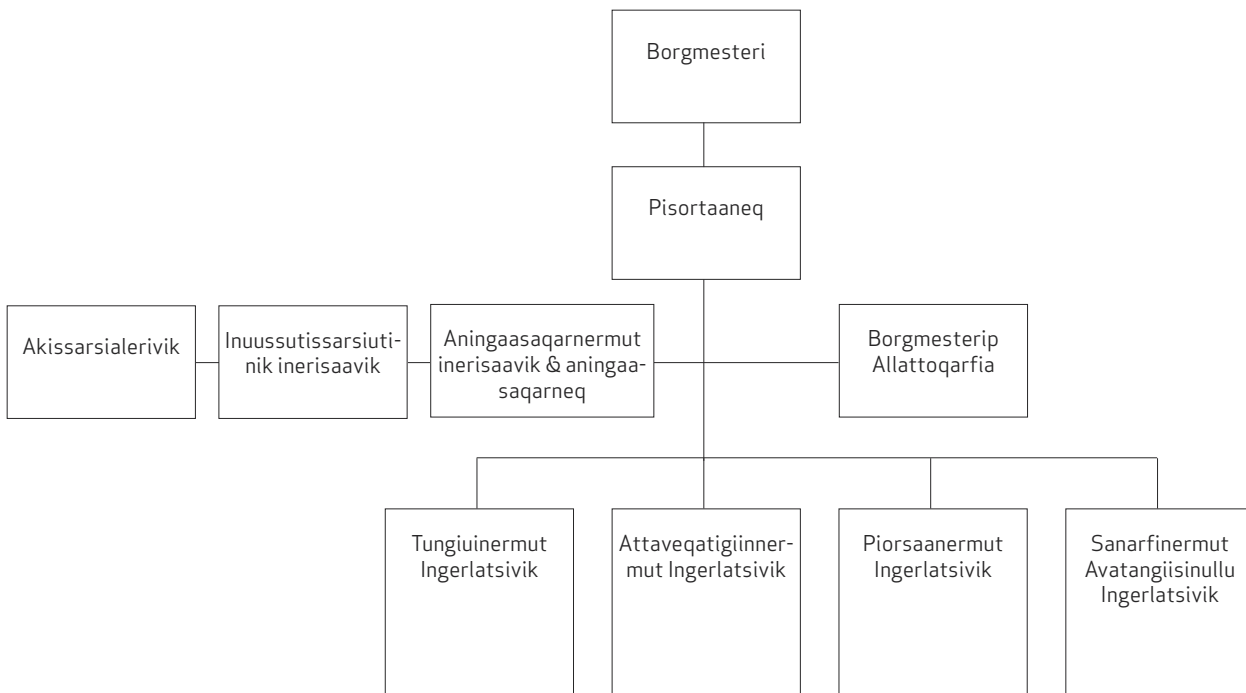 Borgmesteri
Pisortaaneq
Akissarsialerivik
Inuussutissarsiuti-
nik inerisaavik
Aningaasaqarnermut
inerisaavik & aningaa-
saqarneq
Borgmesterip
Allattoqarfia
Tungiuinermut
Ingerlatsivik
Attaveqatigiinner-
mut Ingerlatsivik
Piorsaanermut
Ingerlatsivik
Sanarfinermut
Avatangiisinullu
Ingerlatsivik